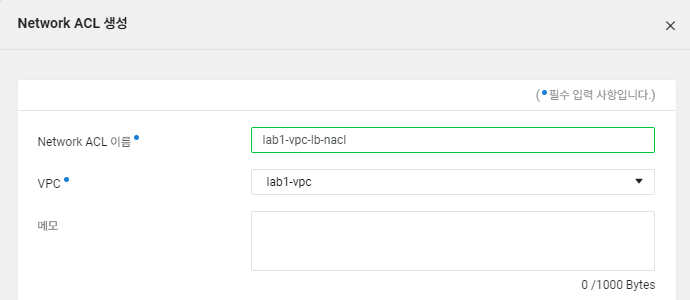 Network ACL 생성
(•필수 입력 사항입니다.)
Network ACL 이름 •
lab1-vpc-lb-nacl
VPC •
lab1-vpc
메모
0 /1000 Bytes